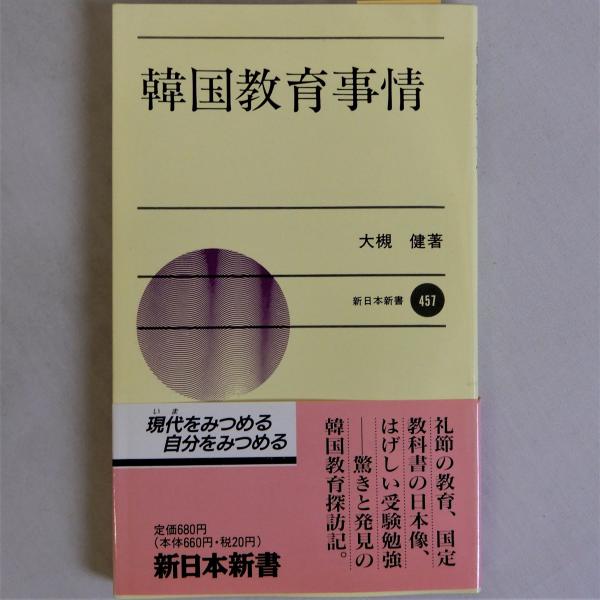 韓国教育事情
大槻 健著
新日本新書 457
いま
現代をみつめる
自分をみつめる
礼節の教育、国定
教科書の日本像、
はげしい受験勉強
――驚きと発見の
韓国教育探訪記。
定価680円
(本体660円・税20円)
新日本新書